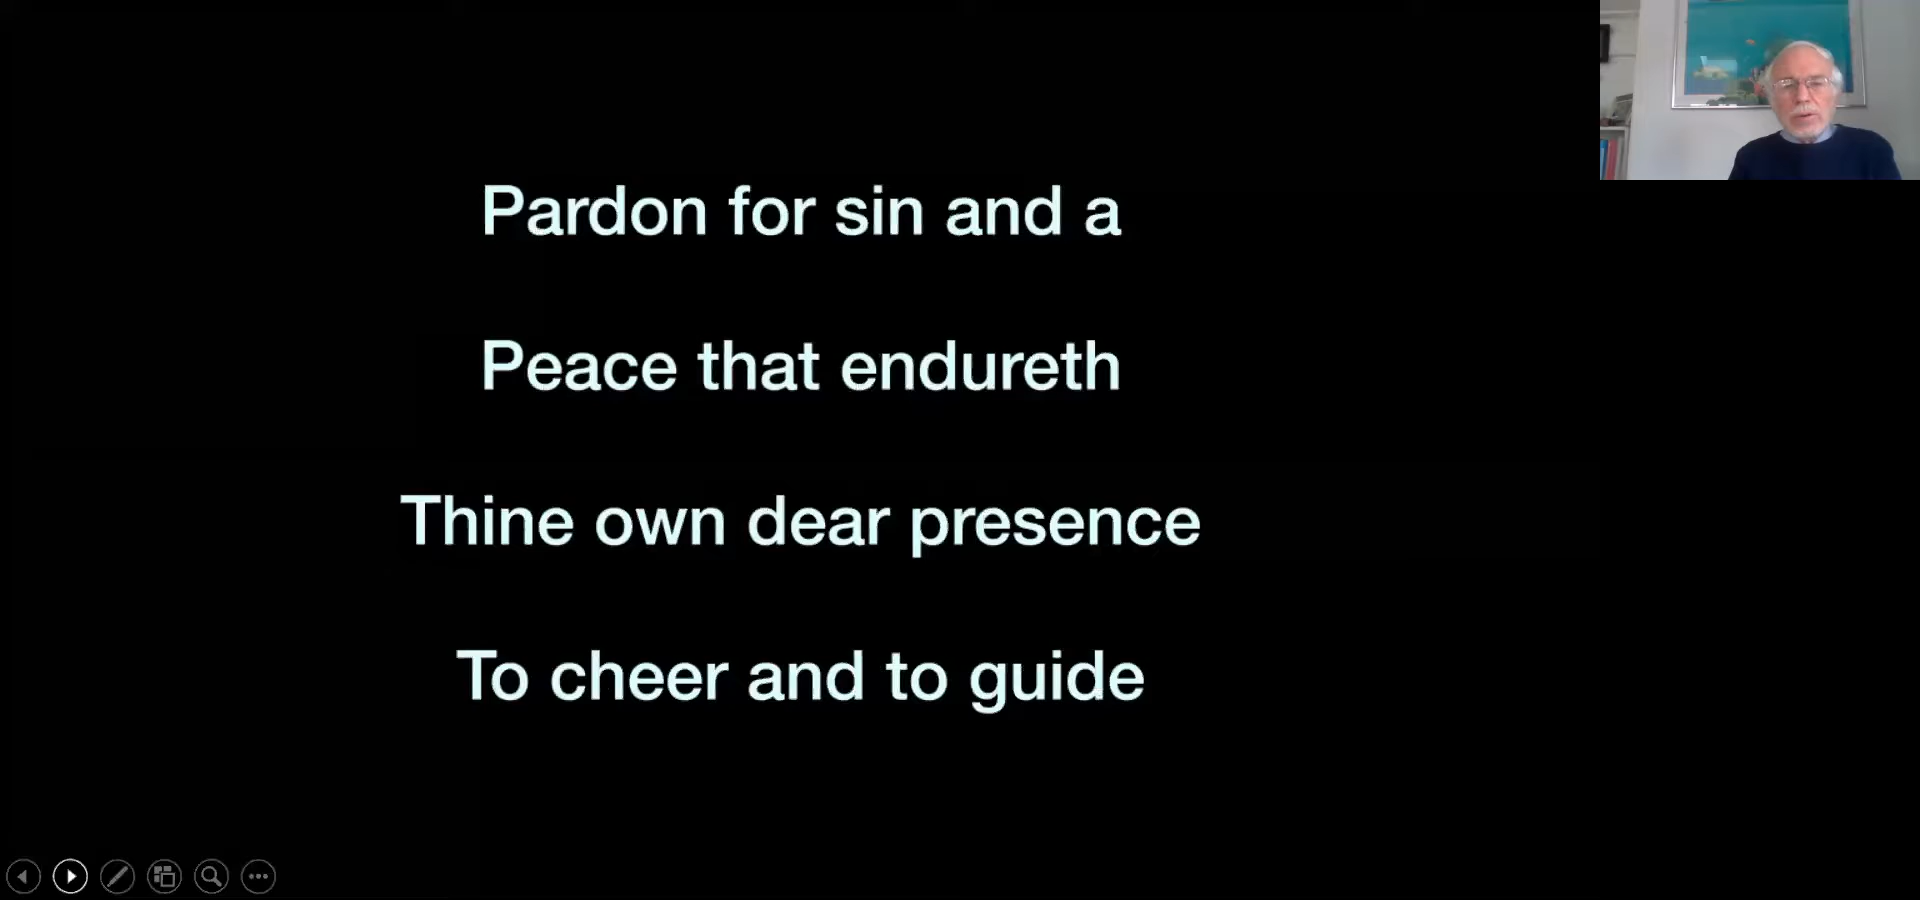 Pardon for sin and a
Peace that endureth
Thine own dear presence
To cheer and to guide